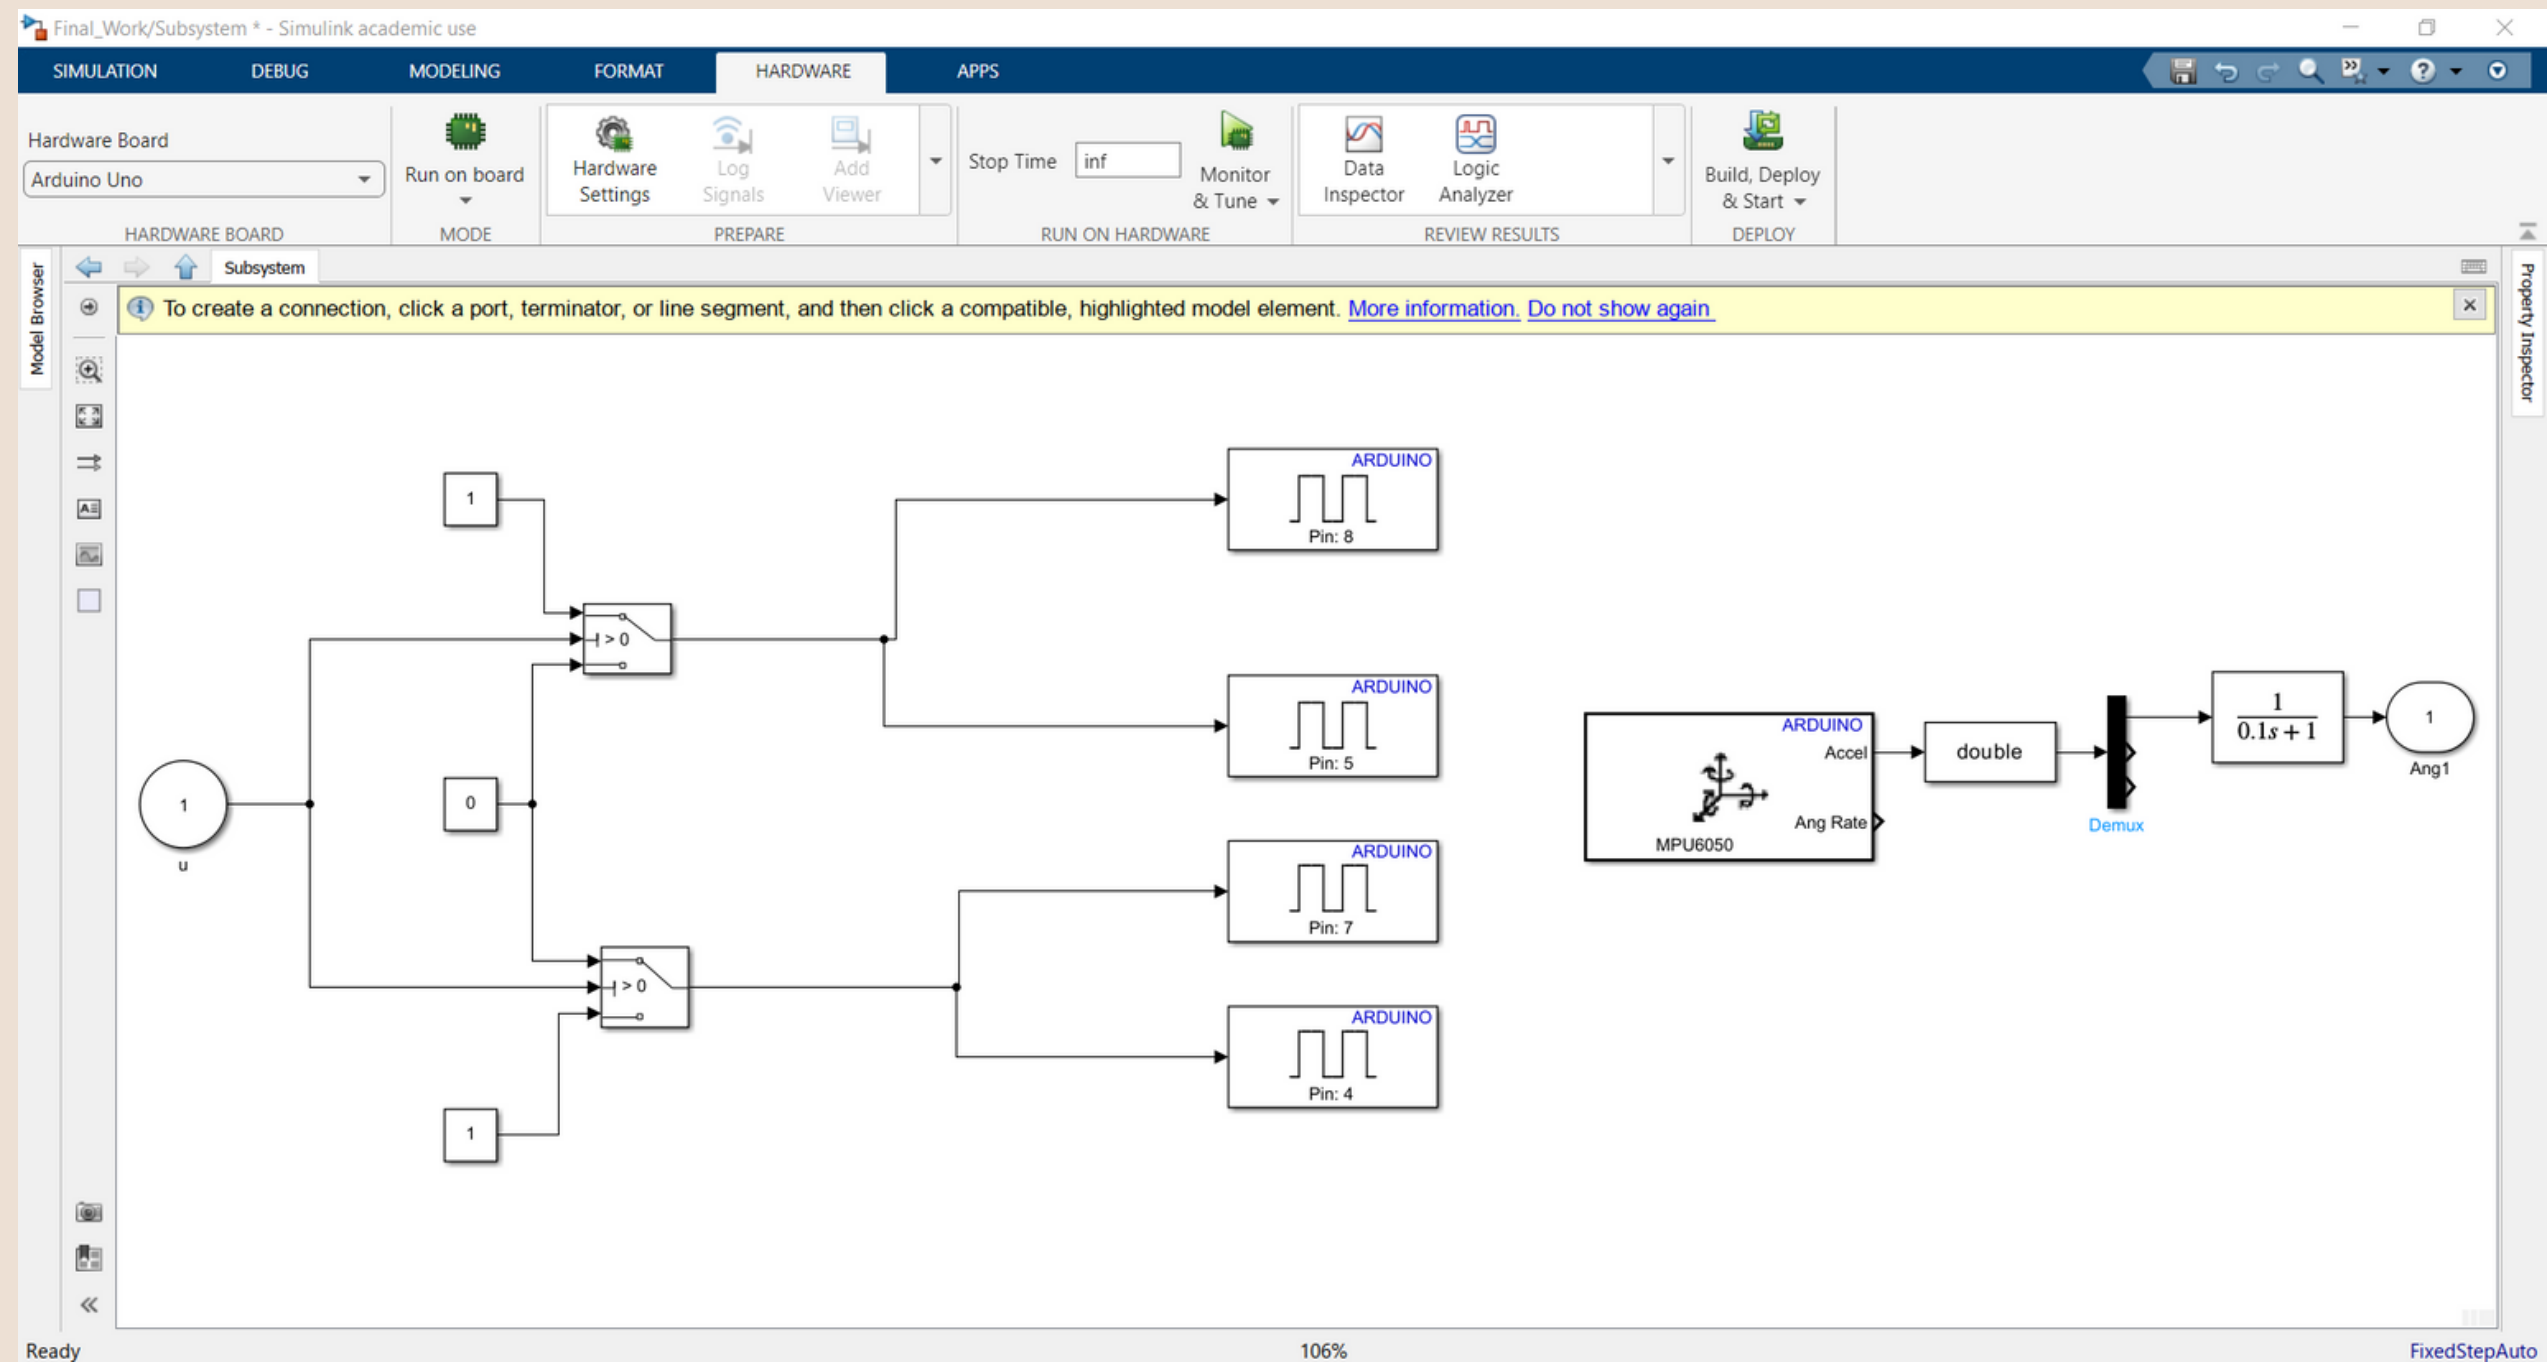 Final_Work/Subsystem * - Simulink academic use
SIMULATION DEBUG MODELING FORMAT HARDWARE APPS
Hardware Board
Arduino Uno
HARDWARE BOARD
Run on board
MODE
Hardware
Settings
Log
Signals
Add
Viewer
PREPARE
Stop Time inf
Monitor
& Tune
RUN ON HARDWARE
Data
Inspector
Logic
Analyzer
REVIEW RESULTS
Build, Deploy
& Start
DEPLOY
Model Browser
Subsystem
Property Inspector
To create a connection, click a port, terminator, or line segment, and then click a compatible, highlighted model element. More information. Do not show again
1
> 0
1
u
0
> 0
1
ARDUINO
Pin: 8
ARDUINO
Pin: 5
ARDUINO
Pin: 7
ARDUINO
Pin: 4
ARDUINO
Accel
Ang Rate
MPU6050
double
Demux
1
0.1s + 1
1
Ang1
Ready
106%
FixedStepAuto